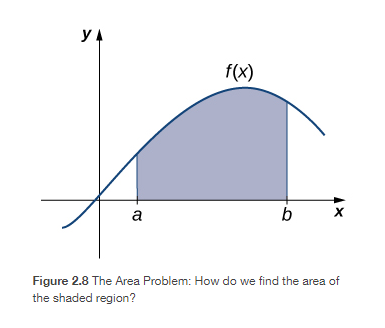 y
f(x)
a
b
x
Figure 2.8 The Area Problem: How do we find the area of
the shaded region?